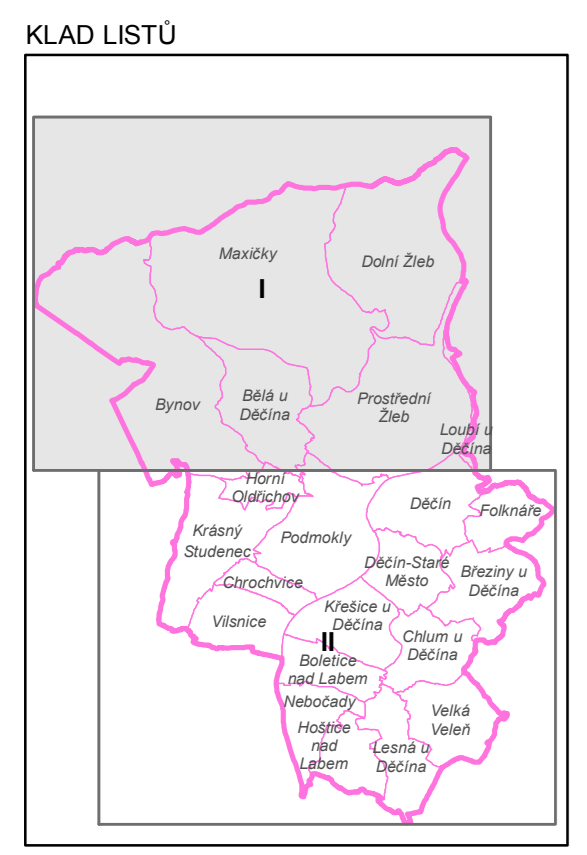 KLAD LISTŮ
Maxičky
Dolní Žleb
I
Bynov
Bělá u
Děčína
Prostřední
Žleb
Loubí u
Děčína
Horní
Oldřichov
Děčín
Folknáře
Krásný
Studenec
Podmokly
Děčín-Staré
Město
Březiny u
Děčína
Chrochvice
Vilsnice
Křešice u
Děčína
II
Chlum u
Děčína
Boletice
nad Labem
Nebočady
Velká
Veleň
Hoštice
nad
Labem
Lesná u
Děčína